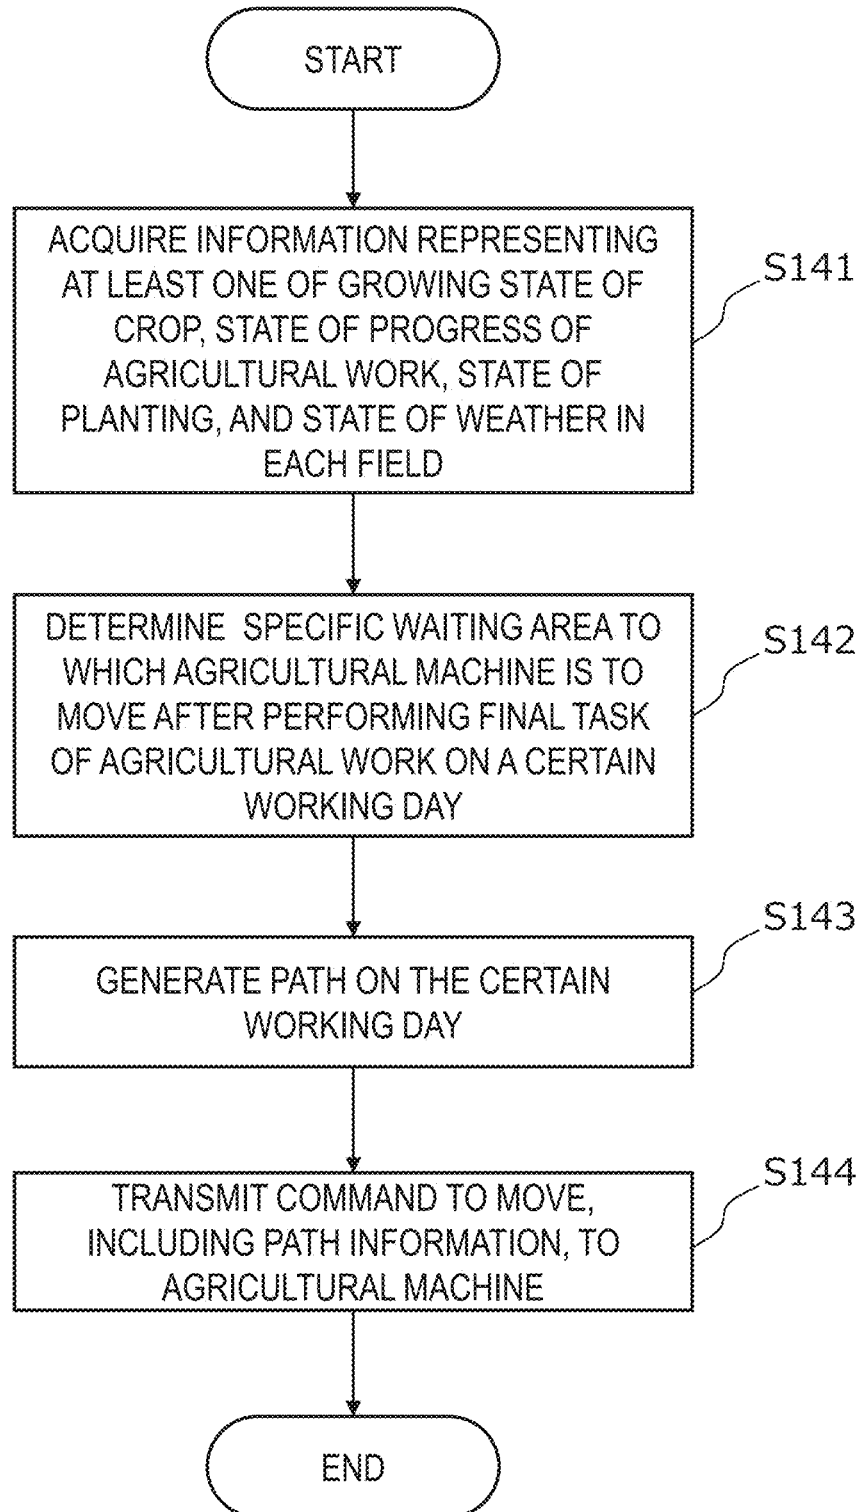 START
ACQUIRE INFORMATION REPRESENTING
AT LEAST ONE OF GROWING STATE OF
CROP, STATE OF PROGRESS OF
AGRICULTURAL WORK, STATE OF
PLANTING, AND STATE OF WEATHER IN
EACH FIELD
S141
DETERMINE SPECIFIC WAITING AREA TO
WHICH AGRICULTURAL MACHINE IS TO
MOVE AFTER PERFORMING FINAL TASK
OF AGRICULTURAL WORK ON A CERTAIN
WORKING DAY
S142
GENERATE PATH ON THE CERTAIN
WORKING DAY
S143
TRANSMIT COMMAND TO MOVE,
INCLUDING PATH INFORMATION, TO
AGRICULTURAL MACHINE
S144
END